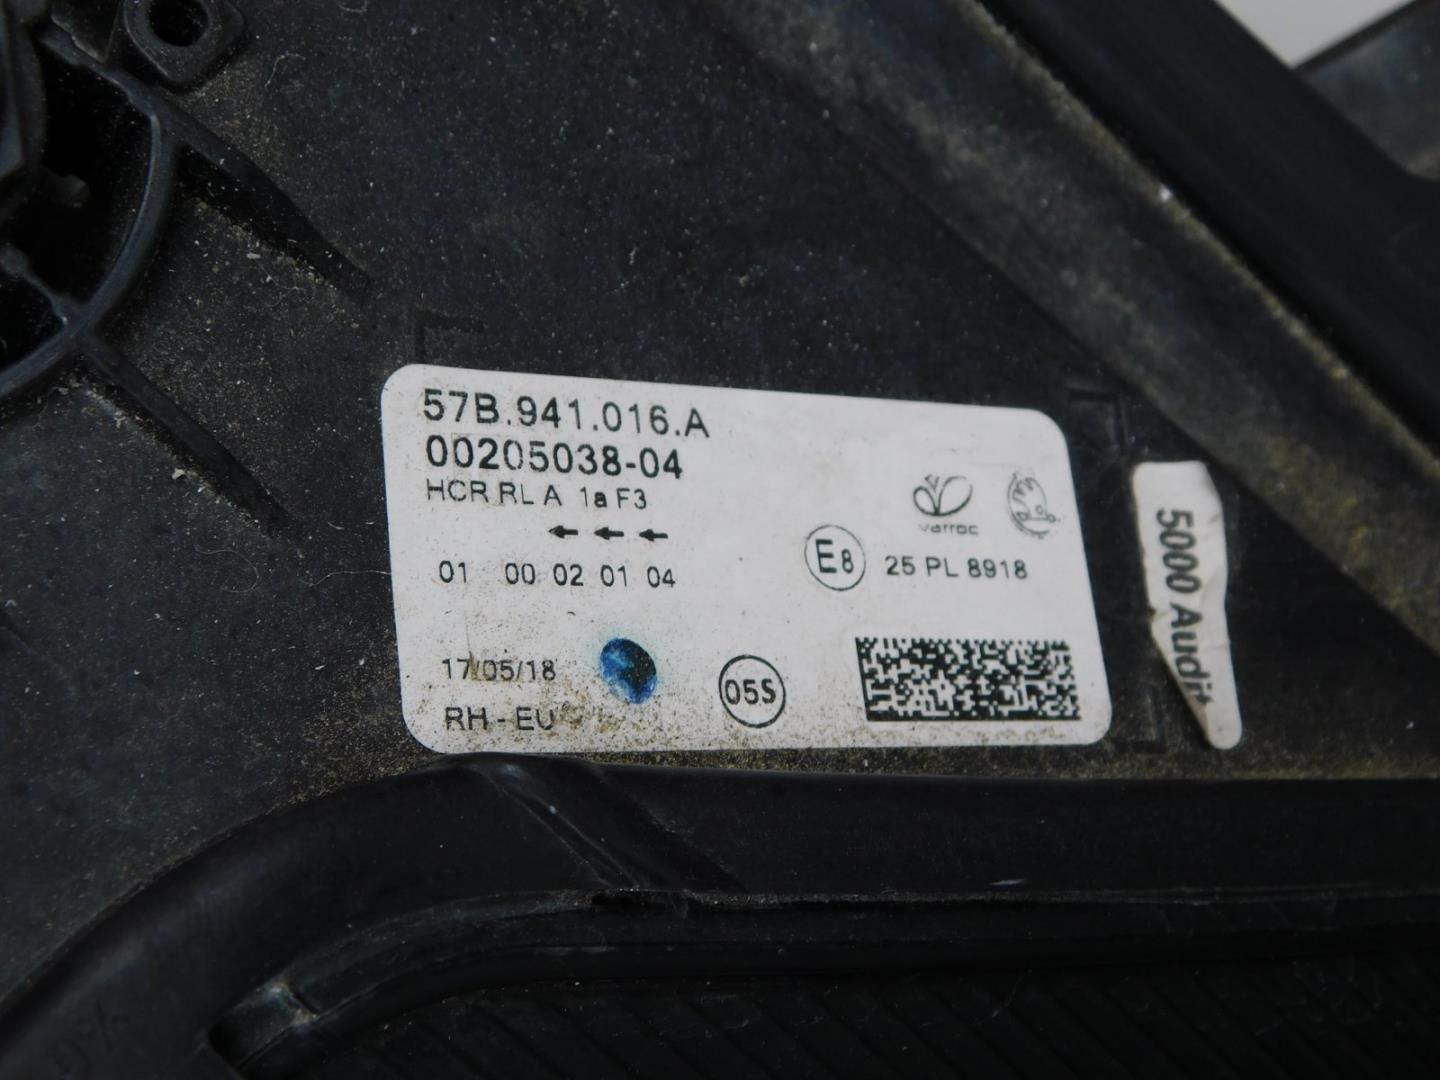 57B.941.016.A
00205038-04
HCR RL A 1a F3
varroc
01 00 02 01 04
E8 25 PL 8918
17/05/18
05S
RH - EU
5000 Audit